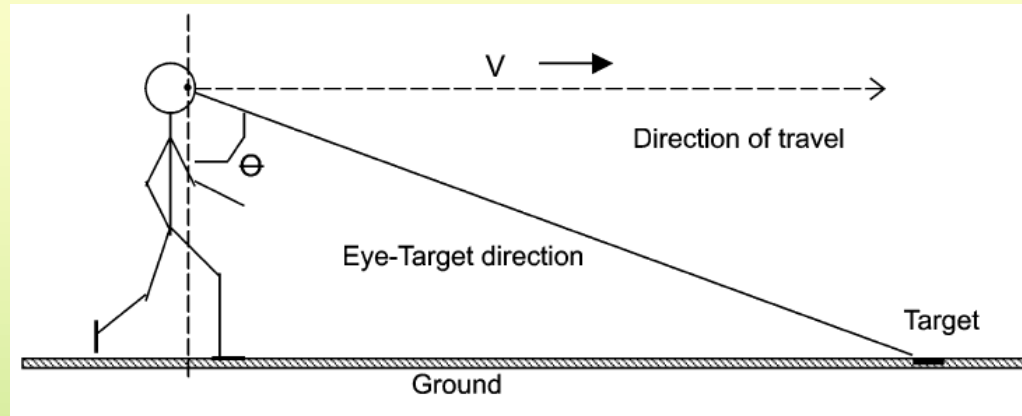 V
Direction of travel
Θ
Eye-Target direction
Target
Ground